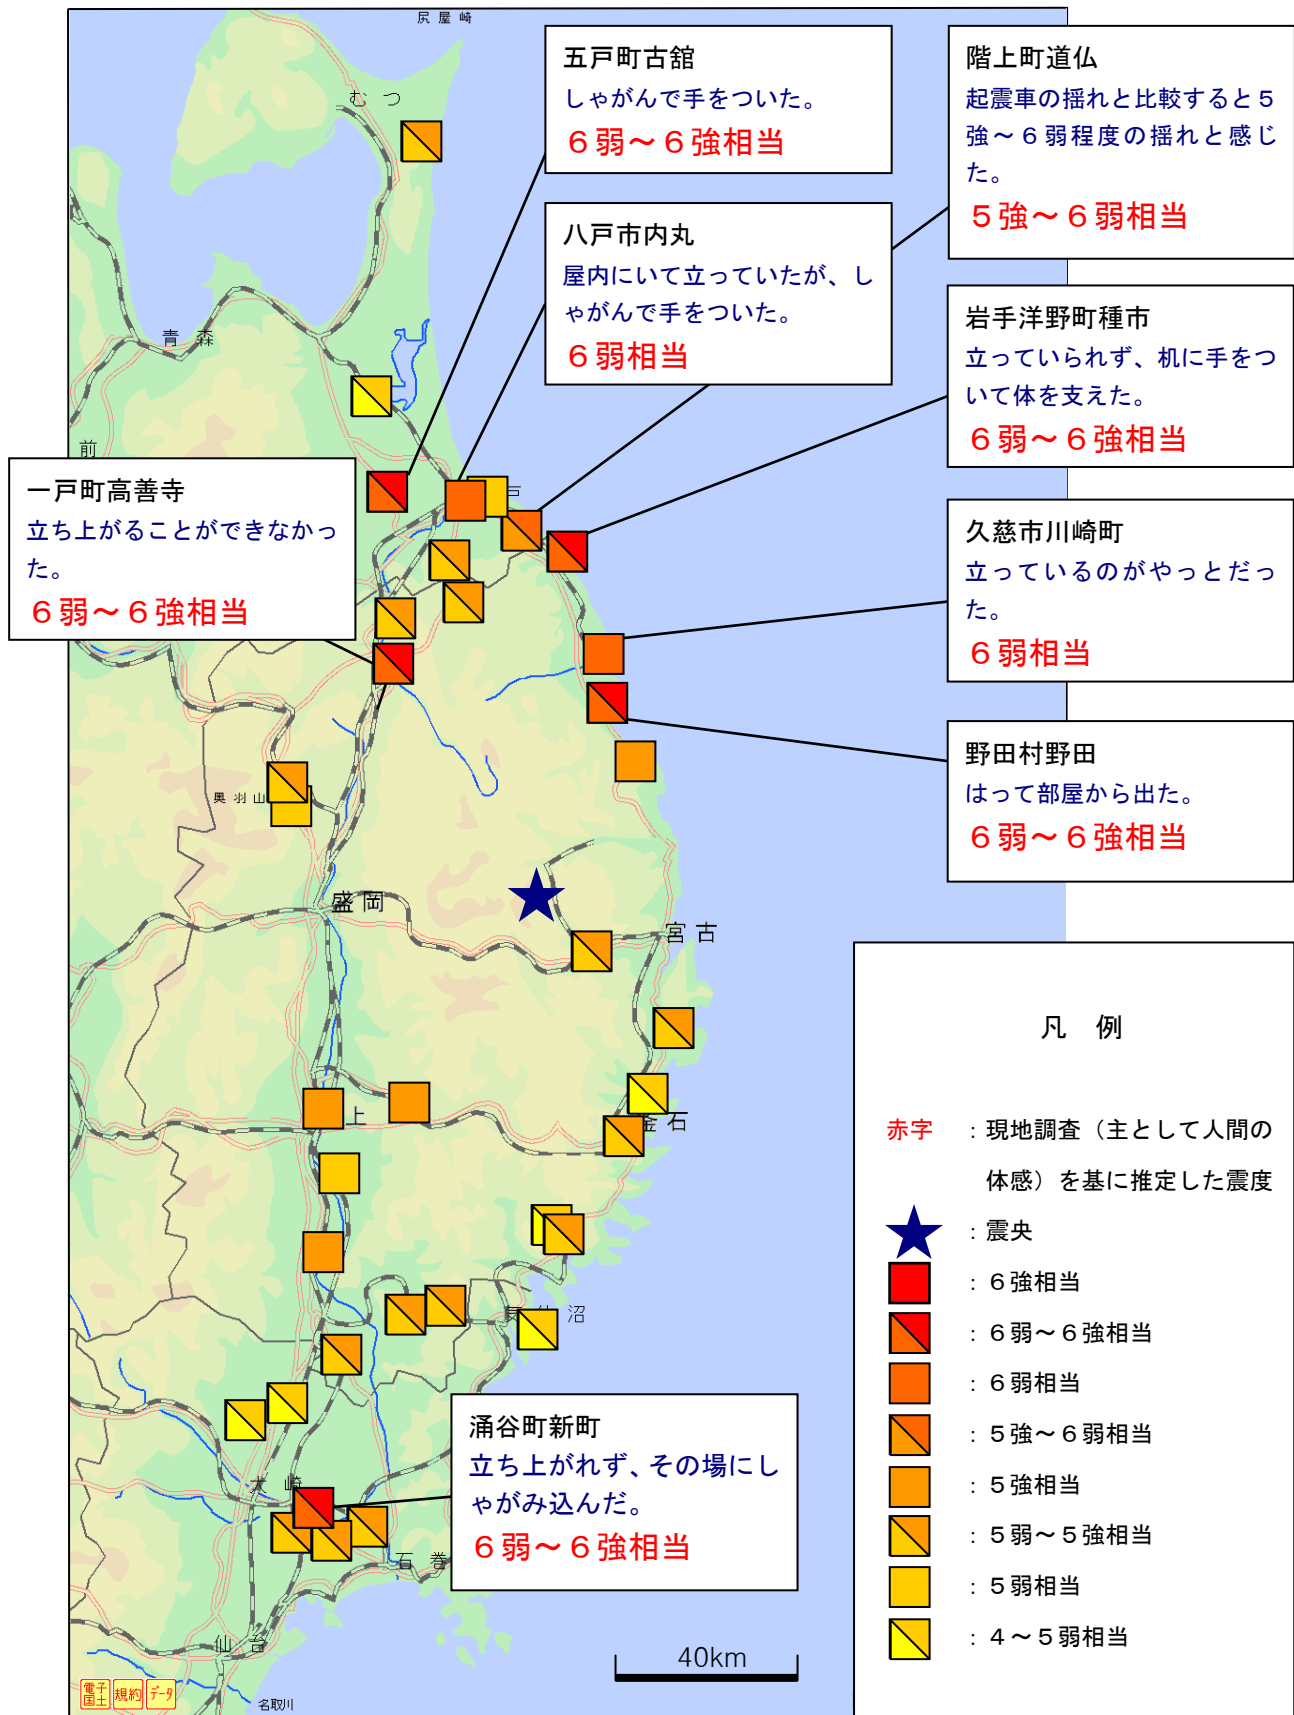 尻屋崎
むつ
青森
前
戸
奥羽山
盛岡
宮古
上
釜石
気仙沼
大崎
石巻
仙台
名取川
五戸町古舘
しゃがんで手をついた。
６弱～６強相当
階上町道仏
起震車の揺れと比較すると５
強～６弱程度の揺れと感じ
た。
５強～６弱相当
八戸市内丸
屋内にいて立っていたが、し
ゃがんで手をついた。
６弱相当
岩手洋野町種市
立っていられず、机に手をつ
いて体を支えた。
６弱～６強相当
一戸町高善寺
立ち上がることができなかっ
た。
６弱～６強相当
久慈市川崎町
立っているのがやっとだっ
た。
６弱相当
野田村野田
はって部屋から出た。
６弱～６強相当
涌谷町新町
立ち上がれず、その場にし
ゃがみ込んだ。
６弱～６強相当
凡　例
赤字　：現地調査（主として人間の
体感）を基に推定した震度
：震央
：６強相当
：６弱～６強相当
：６弱相当
：５強～６弱相当
：５強相当
：５弱～５強相当
：５弱相当
：４～５弱相当
40km
電子
国土
規約
データ